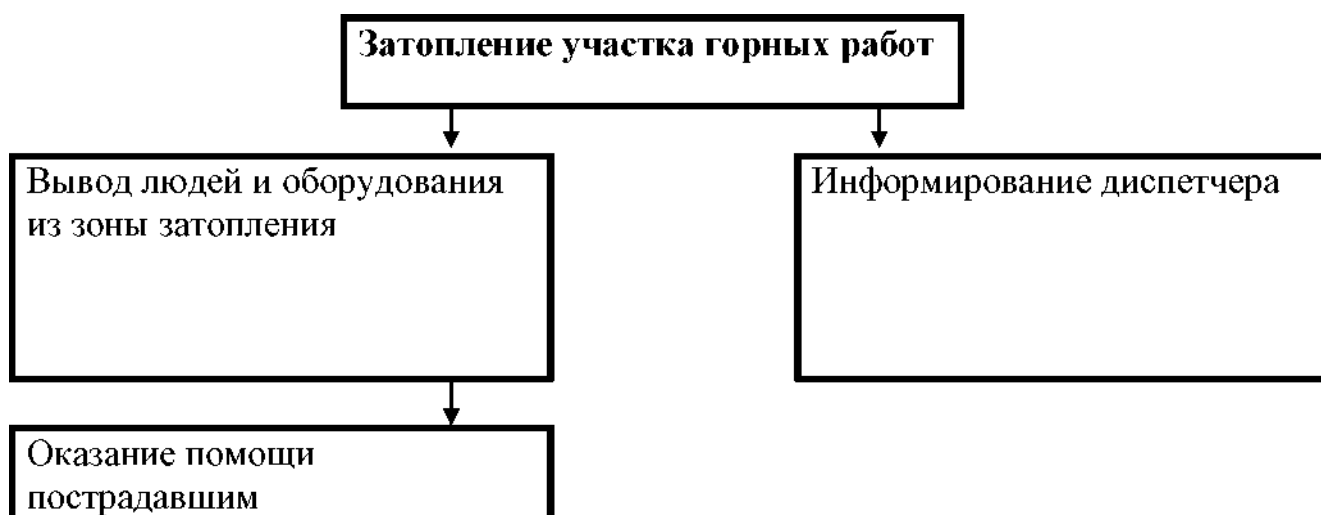 Затопление участка горных работ
Вывод людей и оборудования
из зоны затопления
Информирование диспетчера
Оказание помощи
пострадавшим